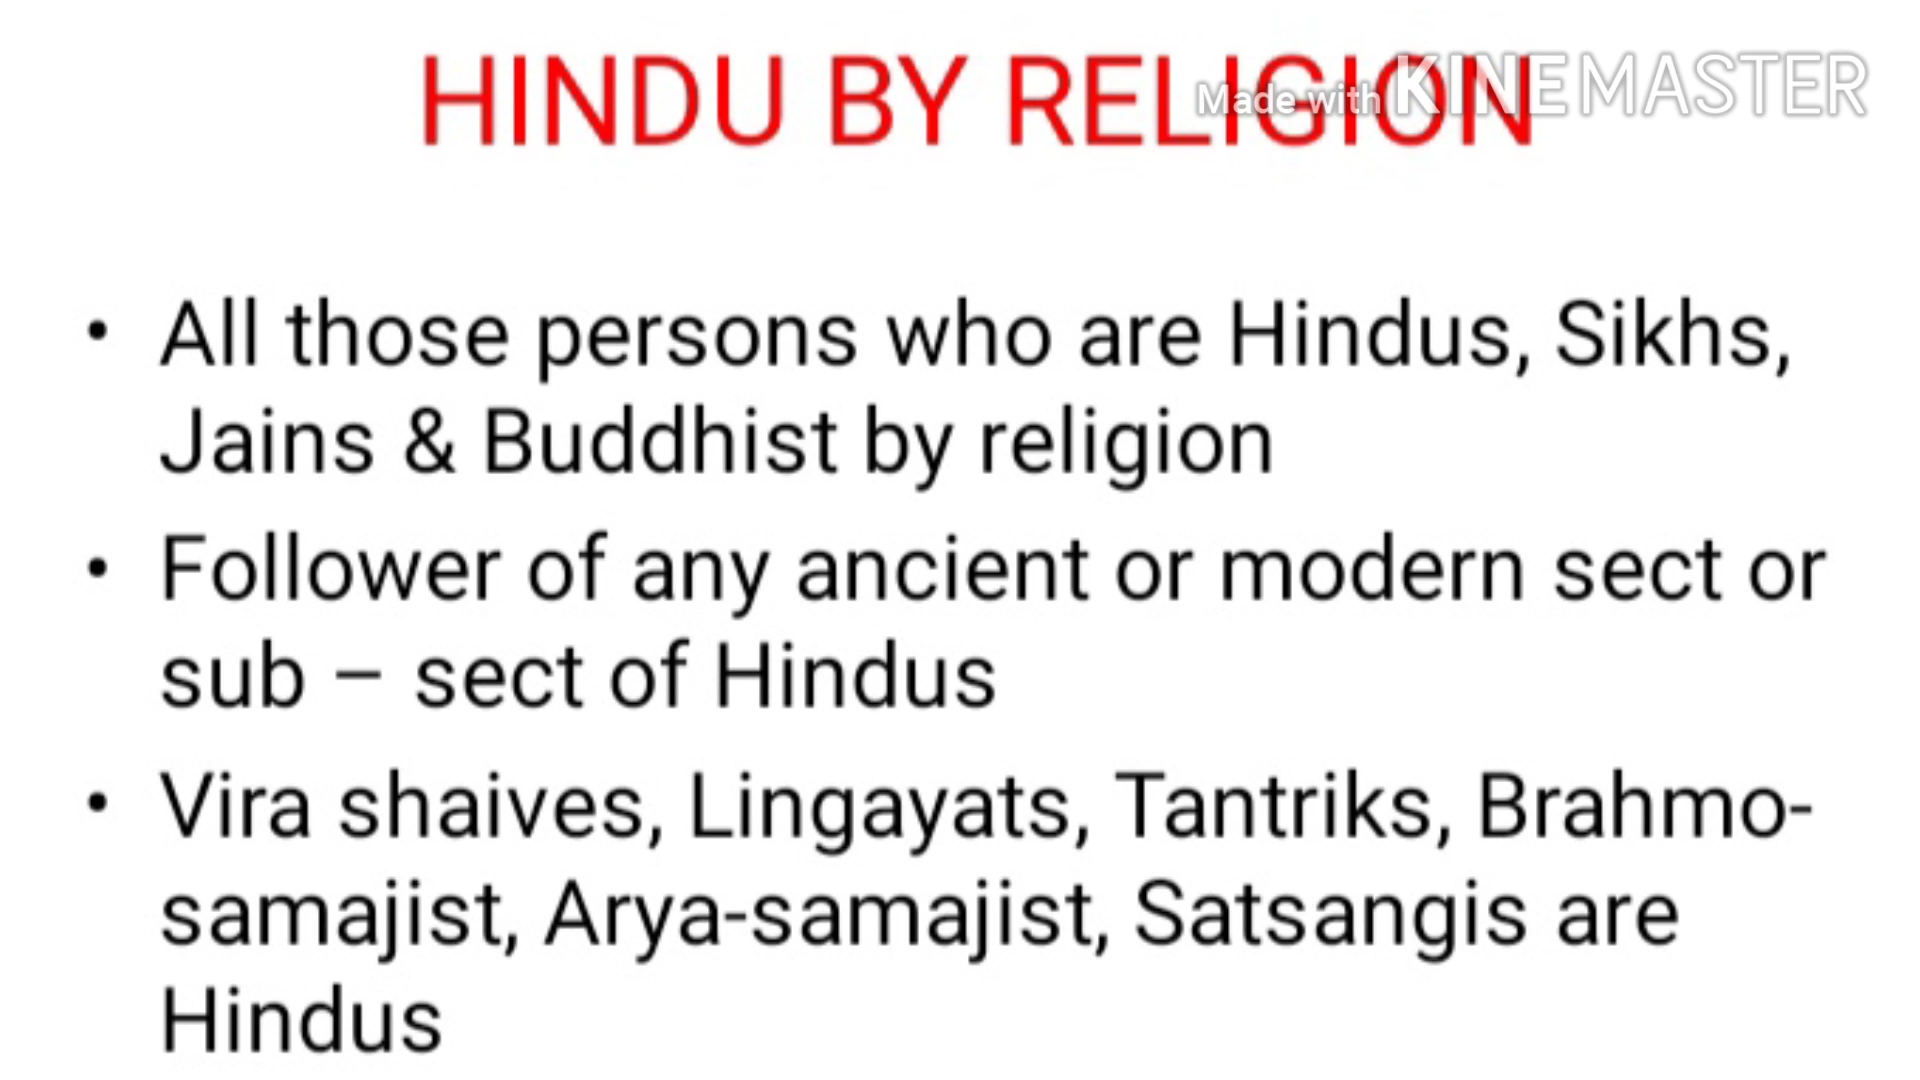 HINDU BY RELIGION
Made with KINEMASTER
• All those persons who are Hindus, Sikhs,
Jains & Buddhist by religion
• Follower of any ancient or modern sect or
sub – sect of Hindus
• Vira shaives, Lingayats, Tantriks, Brahmo-
samajist, Arya-samajist, Satsangis are
Hindus